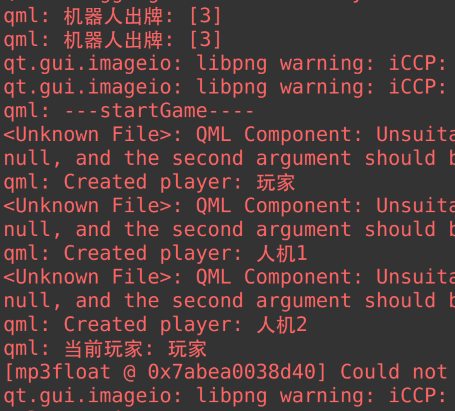 qml: 机器人出牌: [3]
qml: 机器人出牌: [3]
qt.gui.imageio: libpng warning: iCCP:
qt.gui.imageio: libpng warning: iCCP:
qml: ---startGame----
<Unknown File>: QML Component: Unsuita
null, and the second argument should b
qml: Created player: 玩家
<Unknown File>: QML Component: Unsuita
null, and the second argument should b
qml: Created player: 人机1
<Unknown File>: QML Component: Unsuita
null, and the second argument should b
qml: Created player: 人机2
qml: 当前玩家: 玩家
[mp3float @ 0x7abea0038d40] Could not
qt.gui.imageio: libpng warning: iCCP: